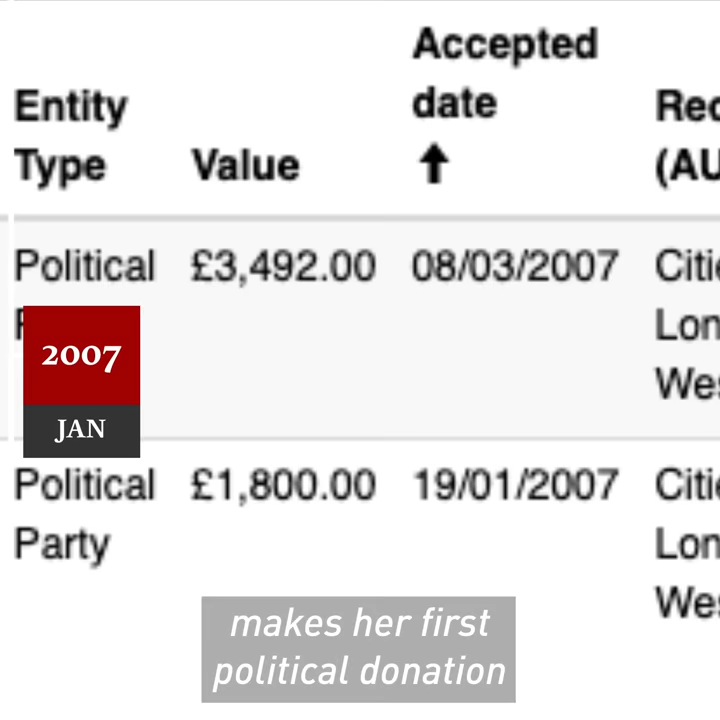 Accepted
Entity date
Type Value
Political £3,492.00 08/03/2007
2007
JAN
Political £1,800.00 19/01/2007
Party
makes her first
political donation